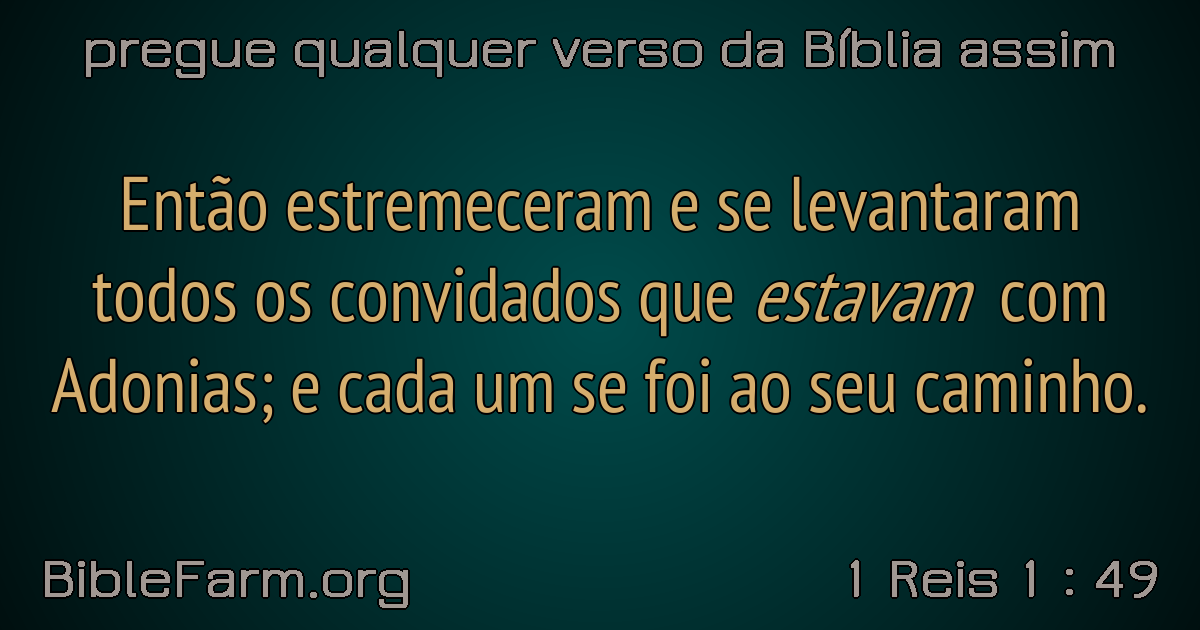 pregue qualquer verso da Bíblia assim
Então estremeceram e se levantaram
todos os convidados que estavam com
Adonias; e cada um se foi ao seu caminho.
BibleFarm.org
1 Reis 1 : 49